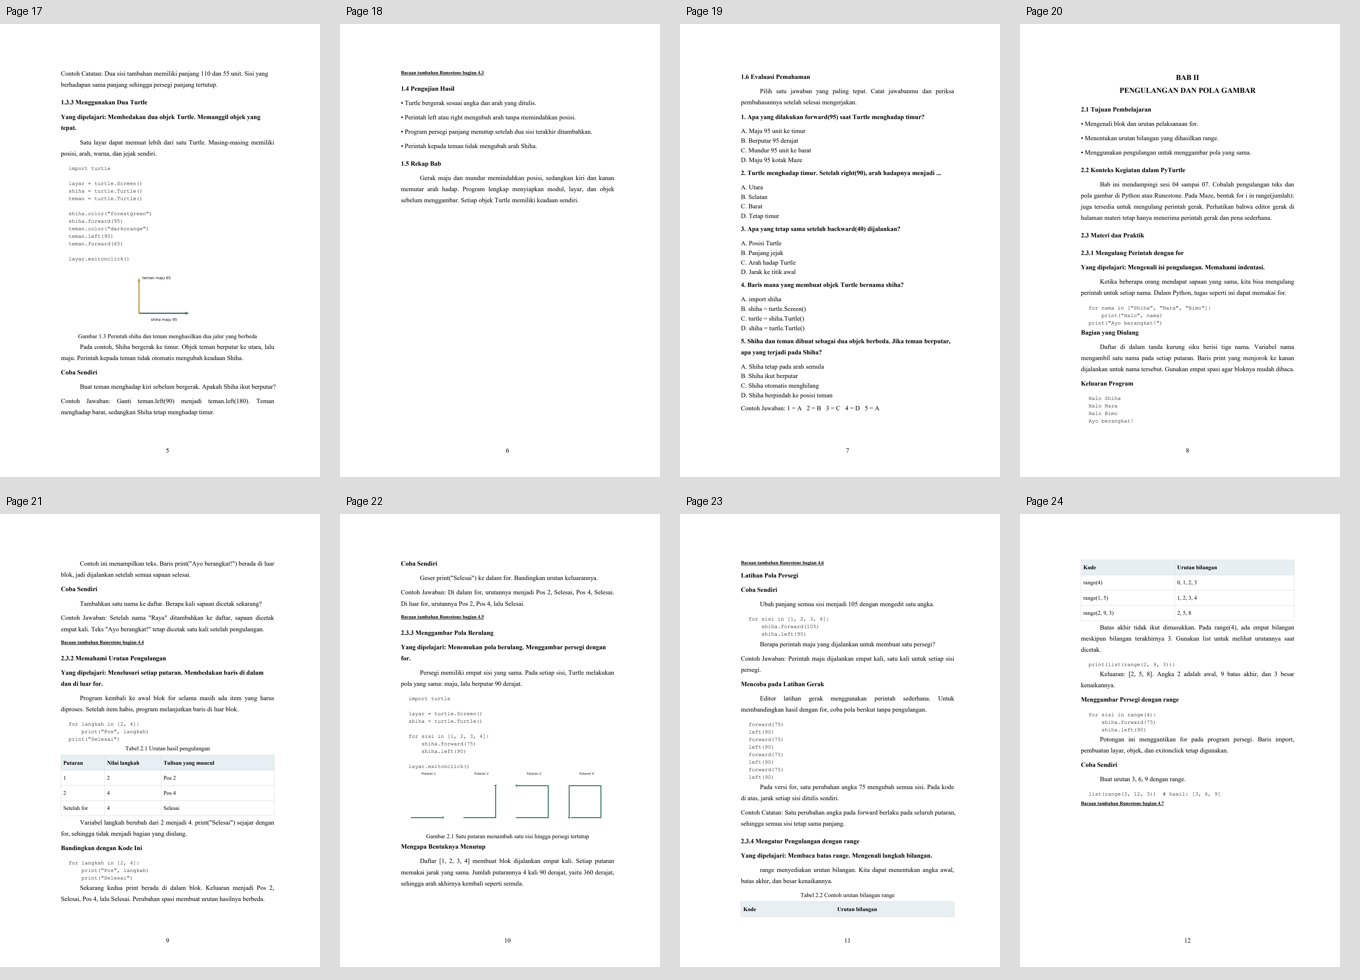 Page 17
Contoh Catatan: Dua sisi tambahan memiliki panjang 110 dan 55 unit. Sisi yang
berhadapan sama panjang sehingga persegi panjang tertutup.
1.3.3 Menggunakan Dua Turtle
Yang dipelajari: Membedakan dua objek Turtle. Memanggil objek yang
tepat.
Satu layar dapat memuat lebih dari satu Turtle. Masing-masing memiliki
posisi, arah, warna, dan jejak sendiri.
import turtle
layar = turtle.Screen()
shiha = turtle.Turtle()
teman = turtle.Turtle()
shiha.color("forestgreen")
shiha.forward(95)
teman.color("darkorange")
teman.left(90)
teman.forward(65)
layar.exitonclick()
teman maju 65
shiha maju 95
Gambar 1.3 Perintah shiha dan teman menghasilkan dua jalur yang berbeda
Pada contoh, Shiha bergerak ke timur. Objek teman berputar ke utara, lalu
maju. Perintah kepada teman tidak otomatis mengubah keadaan Shiha.
Coba Sendiri
Buat teman menghadap kiri sebelum bergerak. Apakah Shiha ikut berputar?
Contoh Jawaban: Ganti teman.left(90) menjadi teman.left(180). Teman
menghadap barat, sedangkan Shiha tetap menghadap timur.
5
Page 18
Bacaan tambahan Runestone bagian 4.3
1.4 Pengujian Hasil
• Turtle bergerak sesuai angka dan arah yang ditulis.
• Perintah left atau right mengubah arah tanpa memindahkan posisi.
• Program persegi panjang menutup setelah dua sisi terakhir ditambahkan.
• Perintah kepada teman tidak mengubah arah Shiha.
1.5 Rekap Bab
Gerak maju dan mundur memindahkan posisi, sedangkan kiri dan kanan
memutar arah hadap. Program lengkap menyiapkan modul, layar, dan objek
sebelum menggambar. Setiap objek Turtle memiliki keadaan sendiri.
6
Page 19
1.6 Evaluasi Pemahaman
Pilih satu jawaban yang paling tepat. Catat jawabanmu dan periksa
pembahasannya setelah selesai mengerjakan.
1. Apa yang dilakukan forward(95) saat Turtle menghadap timur?
A. Maju 95 unit ke timur
B. Berputar 95 derajat
C. Mundur 95 unit ke barat
D. Maju 95 kotak Maze
2. Turtle menghadap timur. Setelah right(90), arah hadapnya menjadi ...
A. Utara
B. Selatan
C. Barat
D. Tetap timur
3. Apa yang tetap sama setelah backward(40) dijalankan?
A. Posisi Turtle
B. Panjang jejak
C. Arah hadap Turtle
D. Jarak ke titik awal
4. Baris mana yang membuat objek Turtle bernama shiha?
A. import shiha
B. shiha = turtle.Screen()
C. turtle = shiha.Turtle()
D. shiha = turtle.Turtle()
5. Shiha dan teman dibuat sebagai dua objek berbeda. Jika teman berputar,
apa yang terjadi pada Shiha?
A. Shiha tetap pada arah semula
B. Shiha ikut berputar
C. Shiha otomatis menghilang
D. Shiha berpindah ke posisi teman
Contoh Jawaban: 1 = A 2 = B 3 = C 4 = D 5 = A
7
Page 20
BAB II
PENGULANGAN DAN POLA GAMBAR
2.1 Tujuan Pembelajaran
• Mengenali blok dan urutan pelaksanaan for.
• Menentukan urutan bilangan yang dihasilkan range.
• Menggunakan pengulangan untuk menggambar pola yang sama.
2.2 Konteks Kegiatan dalam PyTurtle
Bab ini mendampingi sesi 04 sampai 07. Cobalah pengulangan teks dan
pola gambar di Python atau Runestone. Pada Maze, bentuk for i in range(jumlah):
juga tersedia untuk mengulang perintah gerak. Perhatikan bahwa editor gerak di
halaman materi tetap hanya menerima perintah gerak dan pena sederhana.
2.3 Materi dan Praktik
2.3.1 Mengulang Perintah dengan for
Yang dipelajari: Mengenali isi pengulangan. Memahami indentasi.
Ketika beberapa orang mendapat sapaan yang sama, kita bisa mengulang
perintah untuk setiap nama. Dalam Python, tugas seperti ini dapat memakai for.
for nama in ["Shiha", "Nara", "Bimo"]:
print("Halo", nama)
print("Ayo berangkat!")
Bagian yang Diulang
Daftar di dalam tanda kurung siku berisi tiga nama. Variabel nama
mengambil satu nama pada setiap putaran. Baris print yang menjorok ke kanan
dijalankan untuk nama tersebut. Gunakan empat spasi agar bloknya mudah dibaca.
Keluaran Program
Halo Shiha
Halo Nara
Halo Bimo
Ayo berangkat!
8
Page 21
Contoh ini menampilkan teks. Baris print("Ayo berangkat!") berada di luar
blok, jadi dijalankan setelah semua sapaan selesai.
Coba Sendiri
Tambahkan satu nama ke daftar. Berapa kali sapaan dicetak sekarang?
Contoh Jawaban: Setelah nama "Raya" ditambahkan ke daftar, sapaan dicetak
empat kali. Teks "Ayo berangkat!" tetap dicetak satu kali setelah pengulangan.
Bacaan tambahan Runestone bagian 4.4
2.3.2 Memahami Urutan Pengulangan
Yang dipelajari: Menelusuri setiap putaran. Membedakan baris di dalam
dan di luar for.
Program kembali ke awal blok for selama masih ada item yang harus
diproses. Setelah item habis, program melanjutkan baris di luar blok.
for langkah in [2, 4]:
print("Pos", langkah)
print("Selesai")
Tabel 2.1 Urutan hasil pengulangan
Putaran Nilai langkah Tulisan yang muncul
1 2 Pos 2
2 4 Pos 4
Setelah for 4 Selesai
Variabel langkah berubah dari 2 menjadi 4. print("Selesai") sejajar dengan
for, sehingga tidak menjadi bagian yang diulang.
Bandingkan dengan Kode Ini
for langkah in [2, 4]:
print("Pos", langkah)
print("Selesai")
Sekarang kedua print berada di dalam blok. Keluaran menjadi Pos 2,
Selesai, Pos 4, lalu Selesai. Perubahan spasi membuat urutan hasilnya berbeda.
9
Page 22
Coba Sendiri
Geser print("Selesai") ke dalam for. Bandingkan urutan keluarannya.
Contoh Jawaban: Di dalam for, urutannya menjadi Pos 2, Selesai, Pos 4, Selesai.
Di luar for, urutannya Pos 2, Pos 4, lalu Selesai.
Bacaan tambahan Runestone bagian 4.5
2.3.3 Menggambar Pola Berulang
Yang dipelajari: Menemukan pola berulang. Menggambar persegi dengan
for.
Persegi memiliki empat sisi yang sama. Pada setiap sisi, Turtle melakukan
pola yang sama: maju, lalu berputar 90 derajat.
import turtle
layar = turtle.Screen()
shiha = turtle.Turtle()
for sisi in [1, 2, 3, 4]:
shiha.forward(75)
shiha.left(90)
layar.exitonclick()
Putaran 1 Putaran 2 Putaran 3 Putaran 4
Gambar 2.1 Satu putaran menambah satu sisi hingga persegi tertutup
Mengapa Bentuknya Menutup
Daftar [1, 2, 3, 4] membuat blok dijalankan empat kali. Setiap putaran
memakai jarak yang sama. Jumlah putarannya 4 kali 90 derajat, yaitu 360 derajat,
sehingga arah akhirnya kembali seperti semula.
10
Page 23
Bacaan tambahan Runestone bagian 4.6
Latihan Pola Persegi
Coba Sendiri
Ubah panjang semua sisi menjadi 105 dengan mengedit satu angka.
for sisi in [1, 2, 3, 4]:
shiha.forward(105)
shiha.left(90)
Berapa perintah maju yang dijalankan untuk menggambar persegi?
Contoh Jawaban: Perintah maju dijalankan empat kali, satu kali untuk setiap sisi
persegi.
Mencoba pada Latihan Gerak
Editor latihan gerak menggunakan perintah sederhana. Untuk
membandingkan hasil dengan for, coba pola berikut tanpa pengulangan.
forward(75)
left(90)
forward(75)
left(90)
forward(75)
left(90)
forward(75)
left(90)
Pada versi for, satu perubahan angka 75 mengubah semua sisi. Pada kode
di atas, jarak setiap sisi ditulis sendiri.
Contoh Catatan: Satu perubahan angka pada forward berlaku pada seluruh putaran,
sehingga semua sisi tetap sama panjang.
2.3.4 Mengatur Pengulangan dengan range
Yang dipelajari: Membaca batas range. Mengenali langkah bilangan.
range menyediakan urutan bilangan. Kita dapat menentukan angka awal,
batas akhir, dan besar kenaikannya.
Tabel 2.2 Contoh urutan bilangan range
Kode Urutan bilangan
11
Page 24
Kode Urutan bilangan
range(4) 0, 1, 2, 3
range(1, 5) 1, 2, 3, 4
range(2, 9, 3) 2, 5, 8
Batas akhir tidak ikut dimasukkan. Pada range(4), ada empat bilangan
meskipun bilangan terakhirnya 3. Gunakan list untuk melihat urutannya saat
dicetak.
print(list(range(2, 9, 3)))
Keluaran: [2, 5, 8]. Angka 2 adalah awal, 9 batas akhir, dan 3 besar
kenaikannya.
Menggambar Persegi dengan range
for sisi in range(4):
shiha.forward(75)
shiha.left(90)
Potongan ini menggantikan for pada program persegi. Baris import,
pembuatan layar, objek, dan exitonclick tetap digunakan.
Coba Sendiri
Buat urutan 3, 6, 9 dengan range.
list(range(3, 12, 3)) # hasil: [3, 6, 9]
Bacaan tambahan Runestone bagian 4.7
12